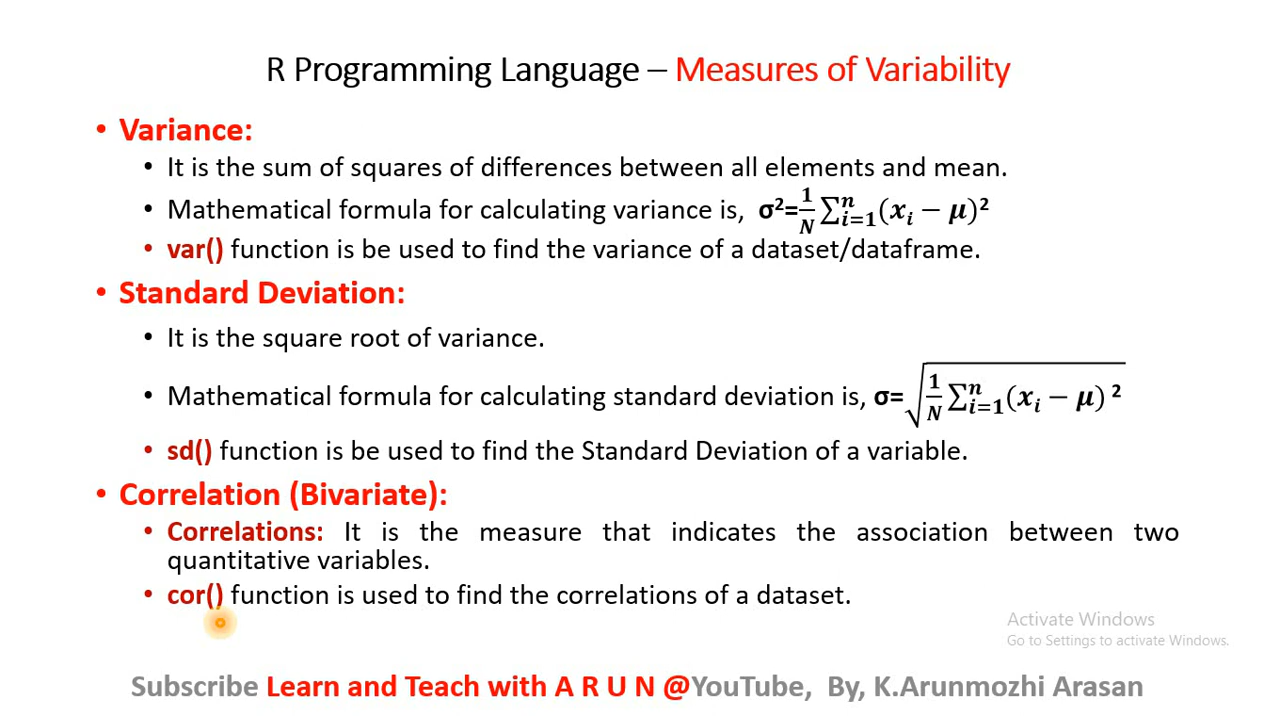 R Programming Language – Measures of Variability
• Variance:
• It is the sum of squares of differences between all elements and mean.
• Mathematical formula for calculating variance is, σ²=1/N ∑ⁿᵢ₌₁(xᵢ − μ)²
• var() function is be used to find the variance of a dataset/dataframe.
• Standard Deviation:
• It is the square root of variance.
• Mathematical formula for calculating standard deviation is, σ=√(1/N ∑ⁿᵢ₌₁(xᵢ − μ)²)
• sd() function is be used to find the Standard Deviation of a variable.
• Correlation (Bivariate):
• Correlations: It is the measure that indicates the association between two
quantitative variables.
• cor() function is used to find the correlations of a dataset.
Activate Windows
Go to Settings to activate Windows.
Subscribe Learn and Teach with A R U N @YouTube, By, K.Arunmozhi Arasan